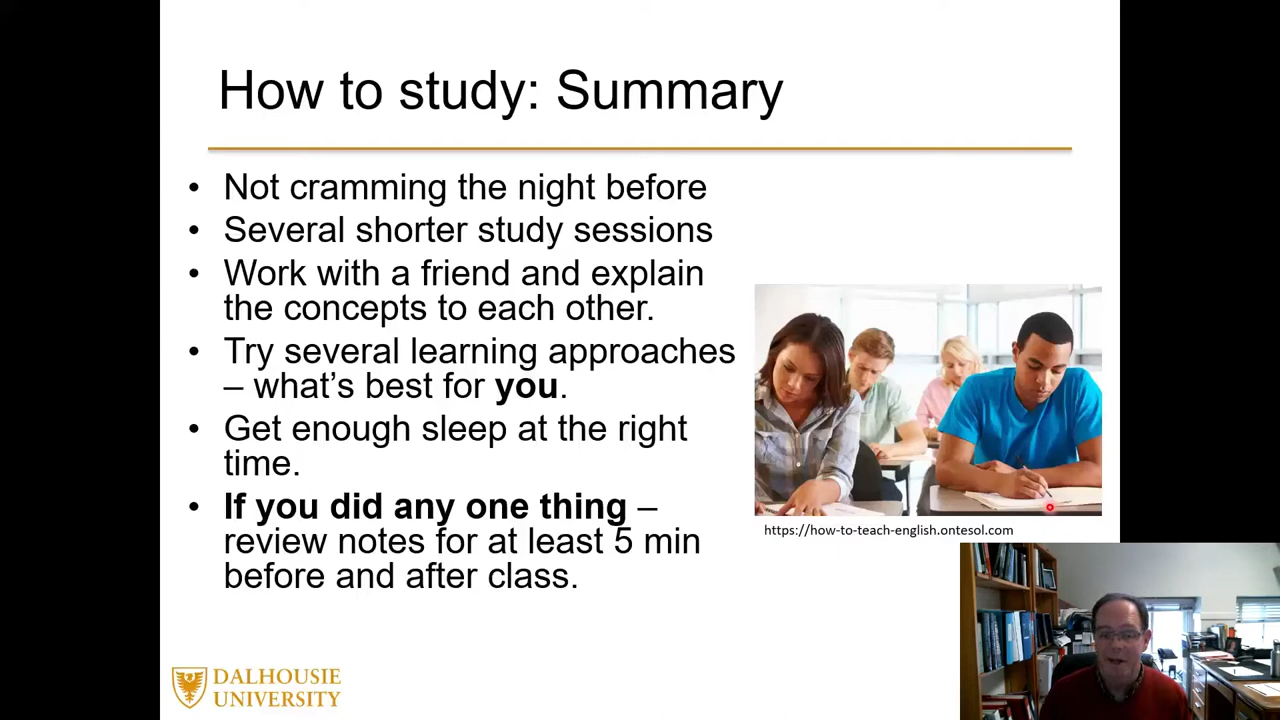 How to study: Summary
• Not cramming the night before
• Several shorter study sessions
• Work with a friend and explain
the concepts to each other.
• Try several learning approaches
– what’s best for you.
• Get enough sleep at the right
time.
• If you did any one thing –
review notes for at least 5 min
before and after class.
https://how-to-teach-english.ontesol.com
DALHOUSIE
UNIVERSITY